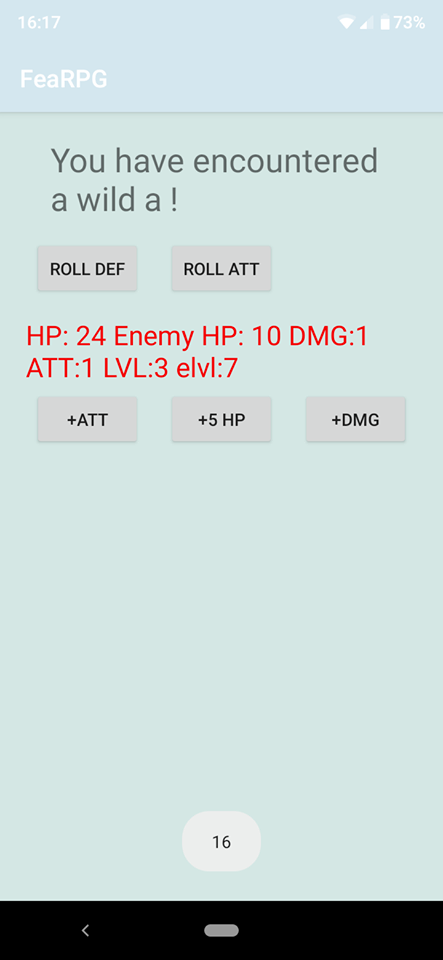 16:17 73%
FeaRPG
You have encountered
a wild a !
ROLL DEF ROLL ATT
HP: 24 Enemy HP: 10 DMG:1
ATT:1 LVL:3 elvl:7
+ATT +5 HP +DMG
16